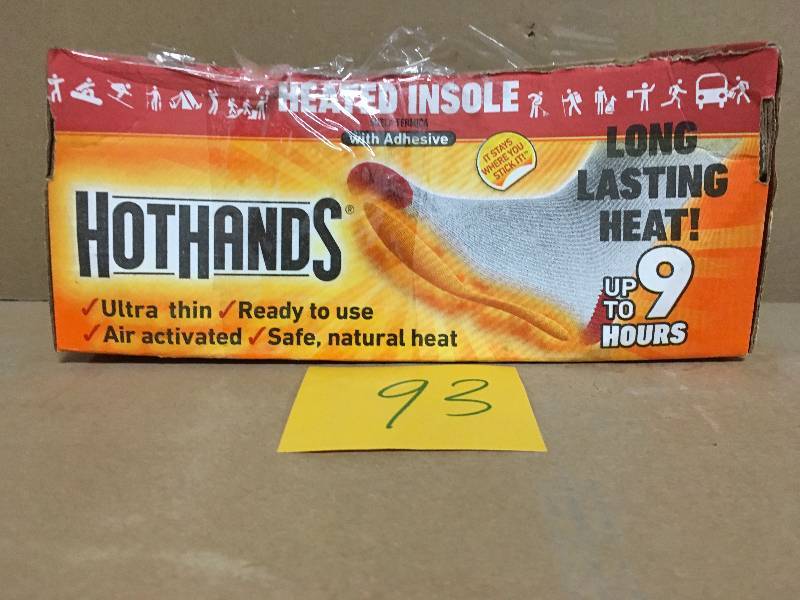 HEATED INSOLE
with Adhesive
IT STAYS
WHERE YOU
STICK IT!™
LONG
LASTING
HEAT!
HOTHANDS®
UP TO 9
HOURS
✓Ultra thin ✓Ready to use
✓Air activated ✓Safe, natural heat
93